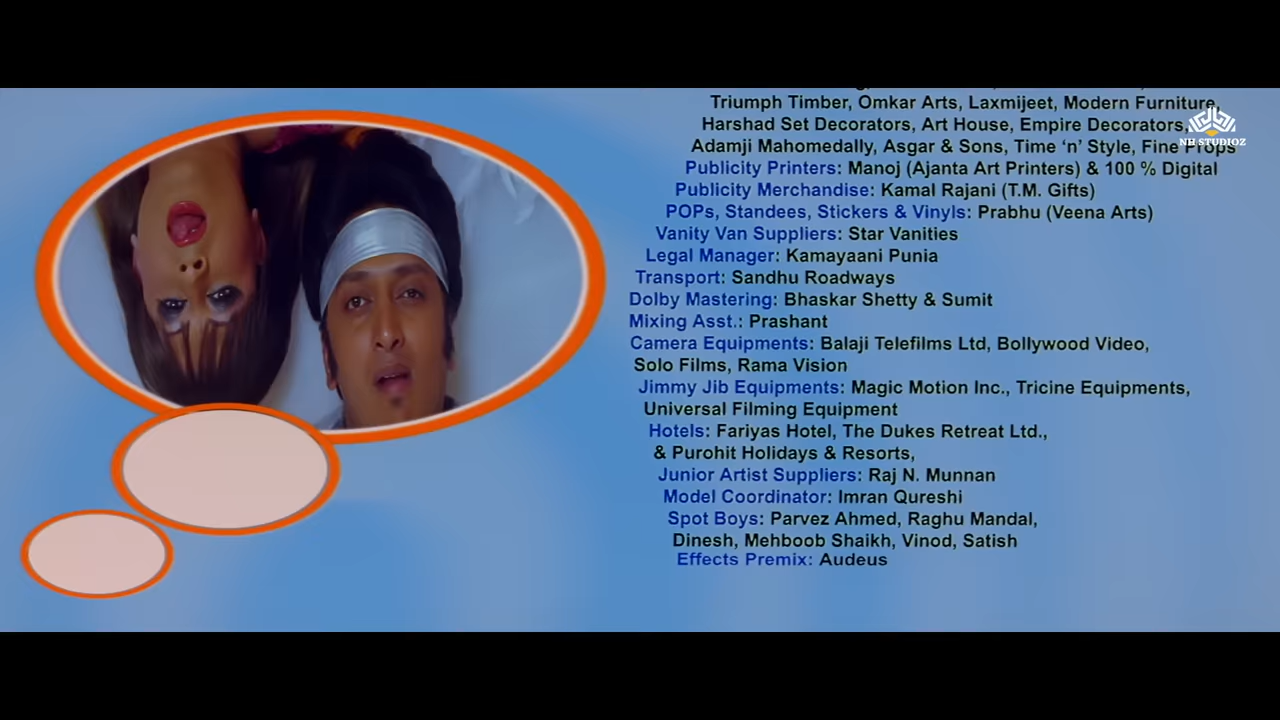 Triumph Timber, Omkar Arts, Laxmijeet, Modern Furniture,
Harshad Set Decorators, Art House, Empire Decorators,
Adamji Mahomedally, Asgar & Sons, Time ‘n’ Style, Fine Props
NH STUDIOZ
Publicity Printers: Manoj (Ajanta Art Printers) & 100 % Digital
Publicity Merchandise: Kamal Rajani (T.M. Gifts)
POPs, Standees, Stickers & Vinyls: Prabhu (Veena Arts)
Vanity Van Suppliers: Star Vanities
Legal Manager: Kamayaani Punia
Transport: Sandhu Roadways
Dolby Mastering: Bhaskar Shetty & Sumit
Mixing Asst.: Prashant
Camera Equipments: Balaji Telefilms Ltd, Bollywood Video,
Solo Films, Rama Vision
Jimmy Jib Equipments: Magic Motion Inc., Tricine Equipments,
Universal Filming Equipment
Hotels: Fariyas Hotel, The Dukes Retreat Ltd.,
& Purohit Holidays & Resorts,
Junior Artist Suppliers: Raj N. Munnan
Model Coordinator: Imran Qureshi
Spot Boys: Parvez Ahmed, Raghu Mandal,
Dinesh, Mehboob Shaikh, Vinod, Satish
Effects Premix: Audeus